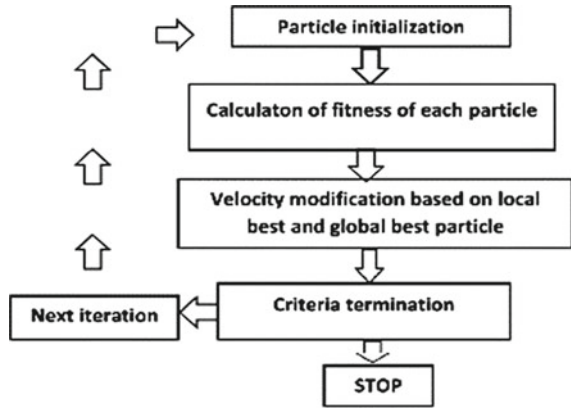 Particle initialization
Calculaton of fitness of each particle
Velocity modification based on local
best and global best particle
Criteria termination
Next iteration
STOP